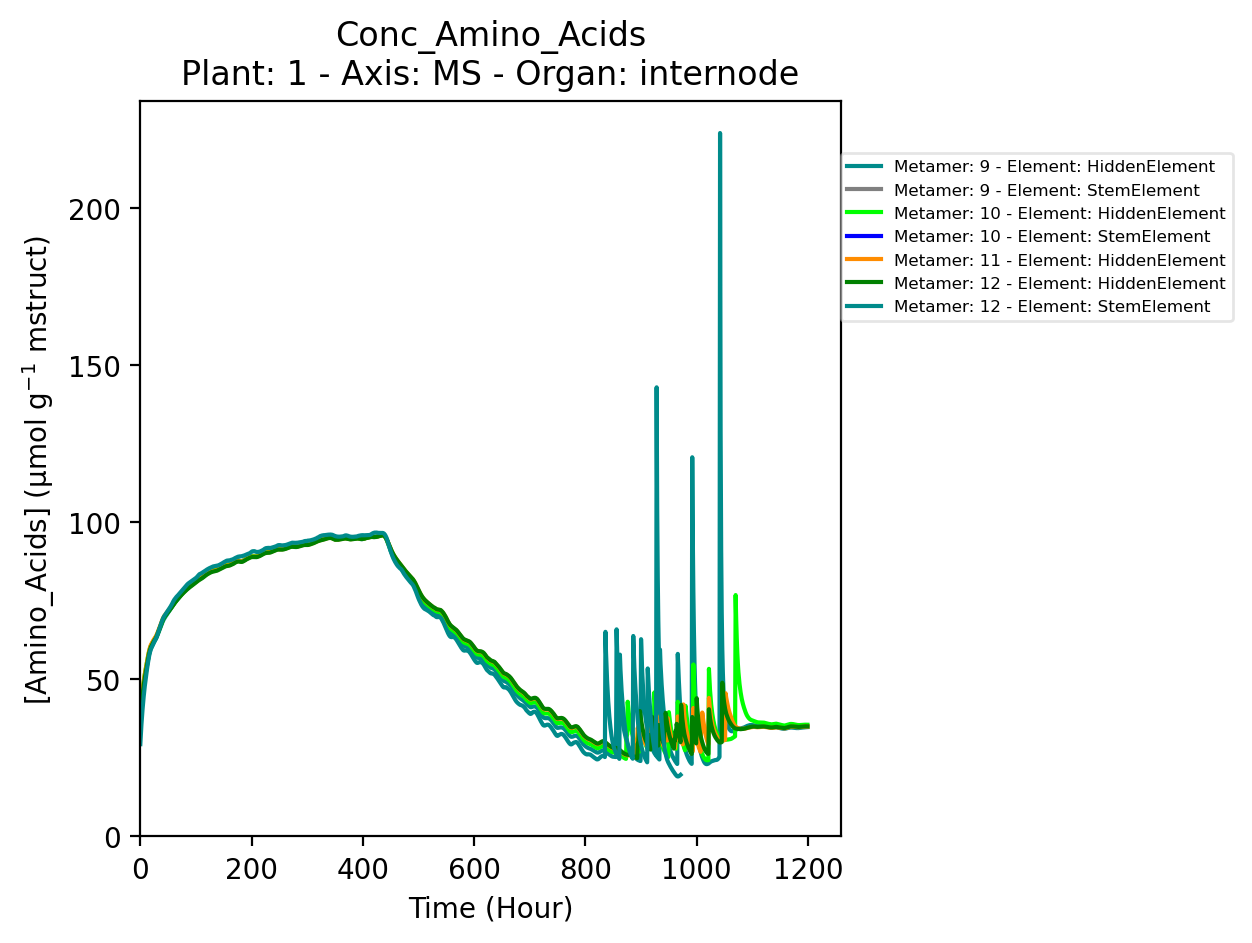 Conc_Amino_Acids
Plant: 1 - Axis: MS - Organ: internode
[Amino_Acids] (µmol g⁻¹ mstruct)
200
150
100
50
0
0 200 400 600 800 1000 1200
Time (Hour)
Metamer: 9 - Element: HiddenElement
Metamer: 9 - Element: StemElement
Metamer: 10 - Element: HiddenElement
Metamer: 10 - Element: StemElement
Metamer: 11 - Element: HiddenElement
Metamer: 12 - Element: HiddenElement
Metamer: 12 - Element: StemElement